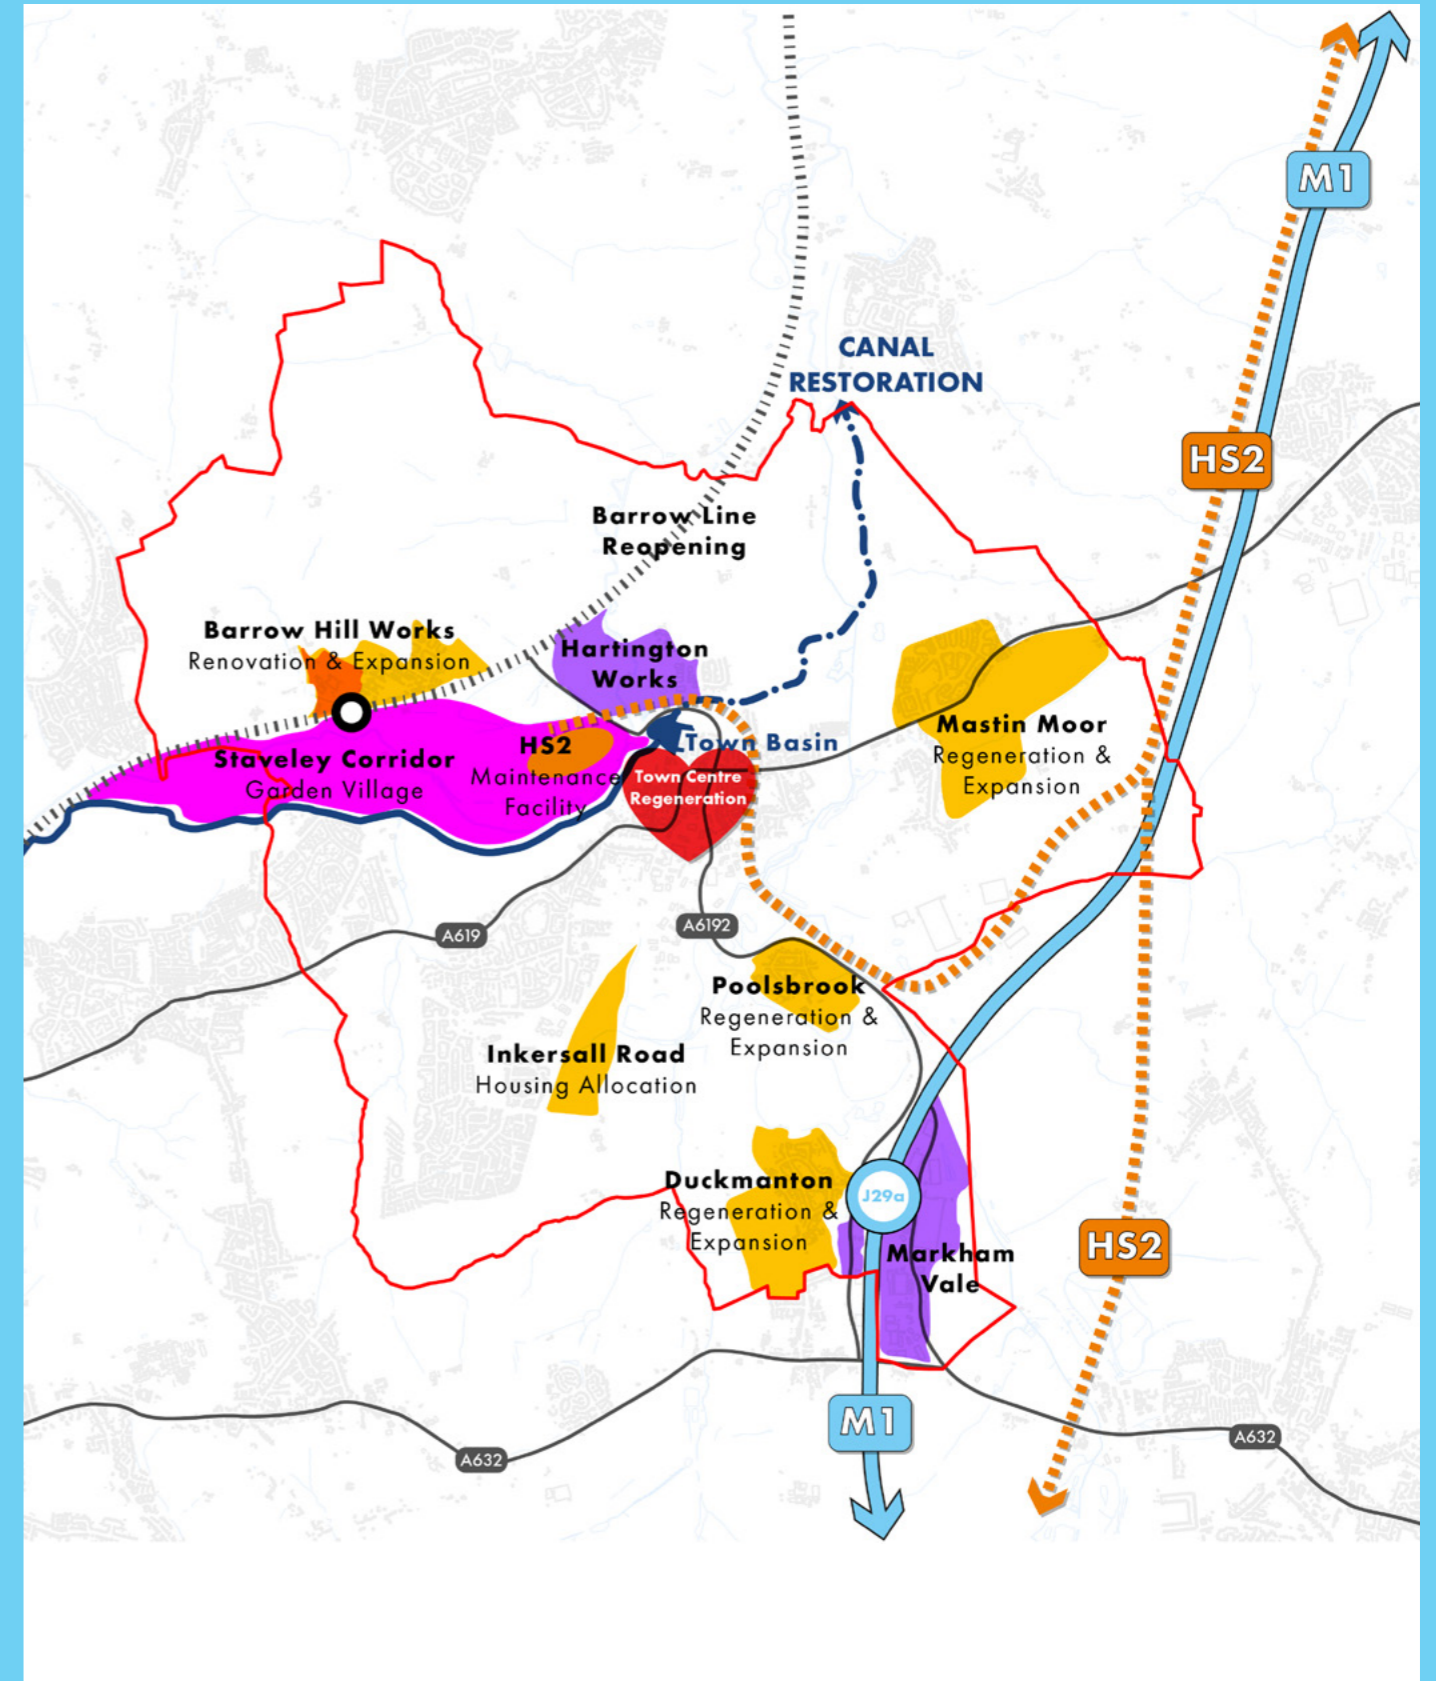 M1
CANAL
RESTORATION
HS2
Barrow Line
Reopening
Barrow Hill Works
Renovation & Expansion
Hartington
Works
Mastin Moor
Regeneration &
Expansion
Town Basin
HS2
Maintenance
Facility
Staveley Corridor
Garden Village
Town Centre
Regeneration
A619
A6192
Poolsbrook
Regeneration &
Expansion
Inkersall Road
Housing Allocation
Duckmanton
Regeneration &
Expansion
J29a
Markham
Vale
HS2
M1
A632
A632